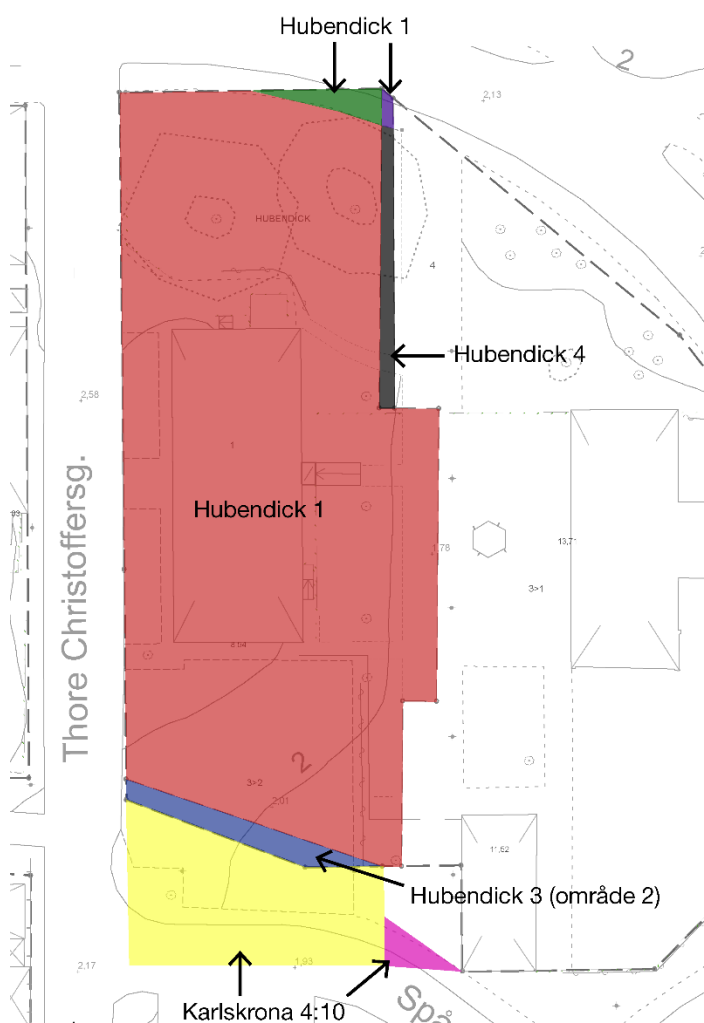 Hubendick 1
2
2,13
HUBENDICK
4
Hubendick 4
2,58
1
Hubendick 1
Thore Christoffersg.
1,78
13,71
3>1
8,04
2
3>2
2,01
11,52
Hubendick 3 (område 2)
2,17
1,93
Karlskrona 4:10
Spå